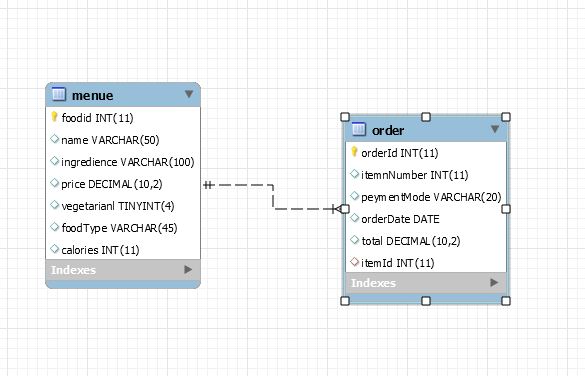 menue
foodid INT(11)
name VARCHAR(50)
ingredience VARCHAR(100)
price DECIMAL(10,2)
vegetarianl TINYINT(4)
foodType VARCHAR(45)
calories INT(11)
Indexes
order
orderId INT(11)
itemnNumber INT(11)
peymentMode VARCHAR(20)
orderDate DATE
total DECIMAL(10,2)
itemId INT(11)
Indexes